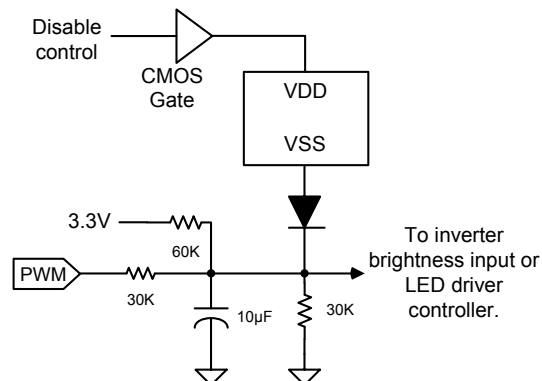 Disable
control
CMOS
Gate
VDD
VSS
3.3V
60K
PWM
30K
10µF
30K
To inverter
brightness input or
LED driver
controller.